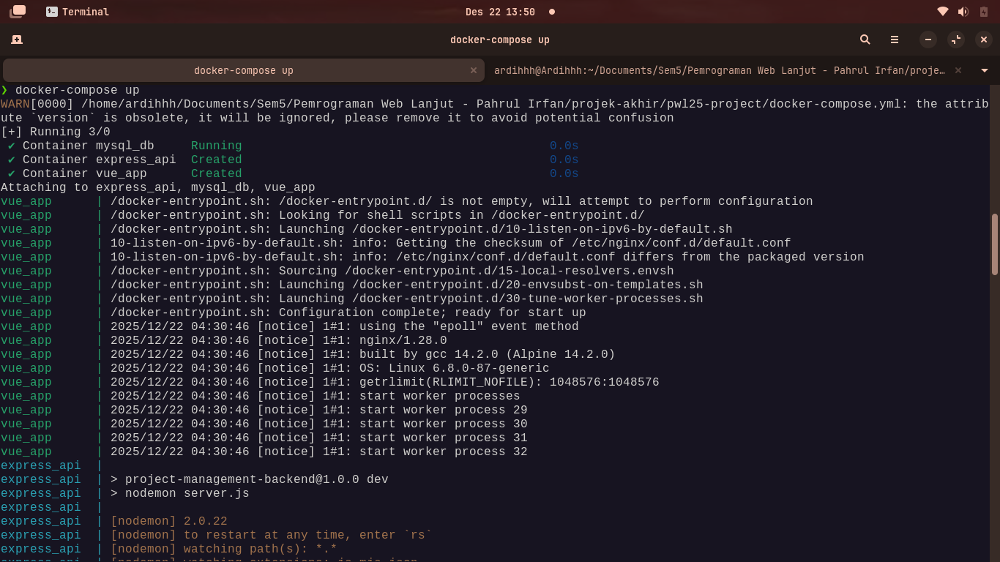 Terminal
Des 22 13:50
docker-compose up
docker-compose up
ardihhh@Ardihhh:~/Documents/Sem5/Pemrograman Web Lanjut - Pahrul Irfan/proje…
❯ docker-compose up
WARN[0000] /home/ardihhh/Documents/Sem5/Pemrograman Web Lanjut - Pahrul Irfan/projek-akhir/pwl25-project/docker-compose.yml: the attrib
ute `version` is obsolete, it will be ignored, please remove it to avoid potential confusion
[+] Running 3/0
✔ Container mysql_db Running 0.0s
✔ Container express_api Created 0.0s
✔ Container vue_app Created 0.0s
Attaching to express_api, mysql_db, vue_app
vue_app | /docker-entrypoint.sh: /docker-entrypoint.d/ is not empty, will attempt to perform configuration
vue_app | /docker-entrypoint.sh: Looking for shell scripts in /docker-entrypoint.d/
vue_app | /docker-entrypoint.sh: Launching /docker-entrypoint.d/10-listen-on-ipv6-by-default.sh
vue_app | 10-listen-on-ipv6-by-default.sh: info: Getting the checksum of /etc/nginx/conf.d/default.conf
vue_app | 10-listen-on-ipv6-by-default.sh: info: /etc/nginx/conf.d/default.conf differs from the packaged version
vue_app | /docker-entrypoint.sh: Sourcing /docker-entrypoint.d/15-local-resolvers.envsh
vue_app | /docker-entrypoint.sh: Launching /docker-entrypoint.d/20-envsubst-on-templates.sh
vue_app | /docker-entrypoint.sh: Launching /docker-entrypoint.d/30-tune-worker-processes.sh
vue_app | /docker-entrypoint.sh: Configuration complete; ready for start up
vue_app | 2025/12/22 04:30:46 [notice] 1#1: using the "epoll" event method
vue_app | 2025/12/22 04:30:46 [notice] 1#1: nginx/1.28.0
vue_app | 2025/12/22 04:30:46 [notice] 1#1: built by gcc 14.2.0 (Alpine 14.2.0)
vue_app | 2025/12/22 04:30:46 [notice] 1#1: OS: Linux 6.8.0-87-generic
vue_app | 2025/12/22 04:30:46 [notice] 1#1: getrlimit(RLIMIT_NOFILE): 1048576:1048576
vue_app | 2025/12/22 04:30:46 [notice] 1#1: start worker processes
vue_app | 2025/12/22 04:30:46 [notice] 1#1: start worker process 29
vue_app | 2025/12/22 04:30:46 [notice] 1#1: start worker process 30
vue_app | 2025/12/22 04:30:46 [notice] 1#1: start worker process 31
vue_app | 2025/12/22 04:30:46 [notice] 1#1: start worker process 32
express_api |
express_api | > project-management-backend@1.0.0 dev
express_api | > nodemon server.js
express_api |
express_api | [nodemon] 2.0.22
express_api | [nodemon] to restart at any time, enter `rs`
express_api | [nodemon] watching path(s): *.*
express_api | [nodemon] watching extensions: js,mjs,json